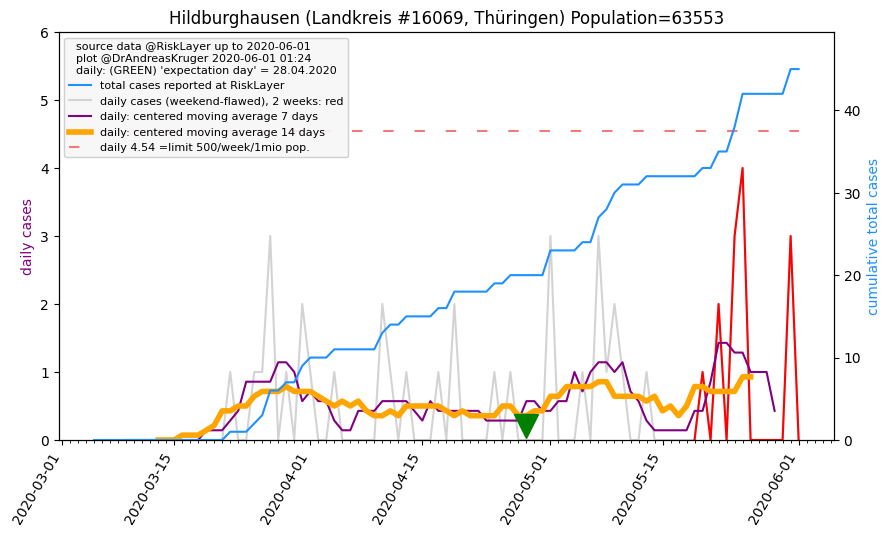 Hildburghausen (Landkreis #16069, Thüringen) Population=63553
source data @RiskLayer up to 2020-06-01
plot @DrAndreasKruger 2020-06-01 01:24
daily: (GREEN) 'expectation day' = 28.04.2020
total cases reported at RiskLayer
daily cases (weekend-flawed), 2 weeks: red
daily: centered moving average 7 days
daily: centered moving average 14 days
daily 4.54 =limit 500/week/1mio pop.
daily cases
6
5
4
3
2
1
0
cumulative total cases
40
30
20
10
0
2020-03-01
2020-03-15
2020-04-01
2020-04-15
2020-05-01
2020-05-15
2020-06-01